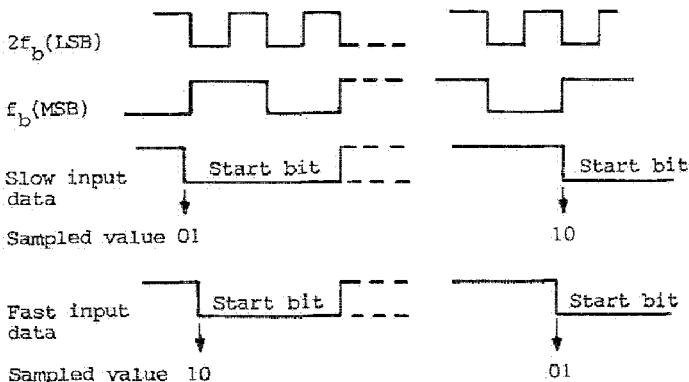 2f_b(LSB)
f_b(MSB)
Slow input data
Start bit
Start bit
Sampled value 01
10
Fast input data
Start bit
Start bit
Sampled value 10
01